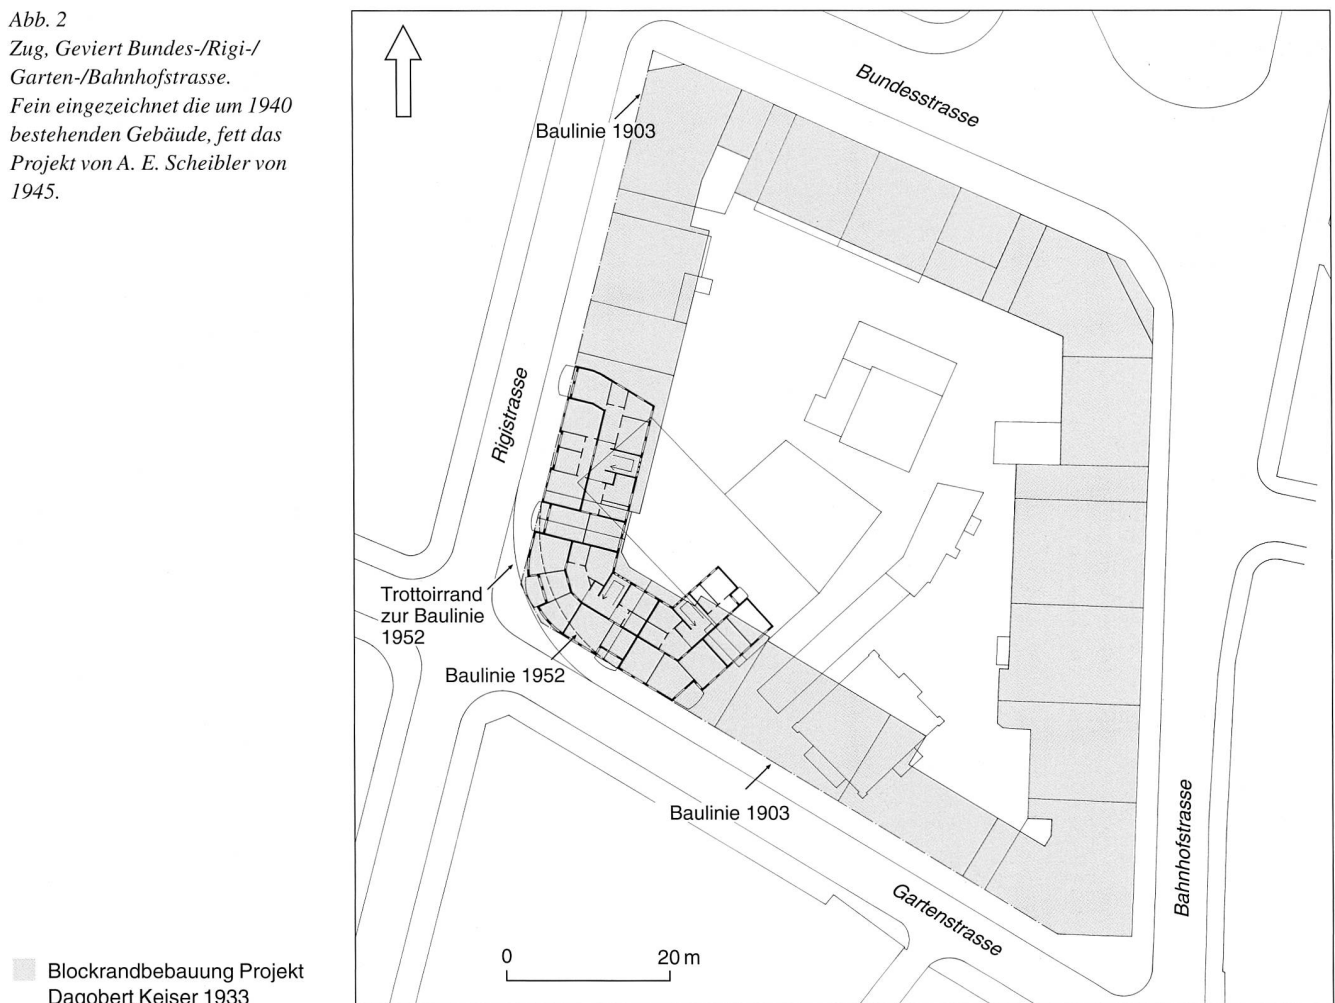 Abb. 2
Zug, Geviert Bundes-/Rigi-/
Garten-/Bahnhofstrasse.
Fein eingezeichnet die um 1940
bestehenden Gebäude, fett das
Projekt von A. E. Scheibler von
1945.
Bundesstrasse
Baulinie 1903
Rigistrasse
Trottoirrand
zur Baulinie
1952
Baulinie 1952
Baulinie 1903
Bahnhofstrasse
Gartenstrasse
0 20 m
Blockrandbebauung Projekt
Dagobert Keiser 1933